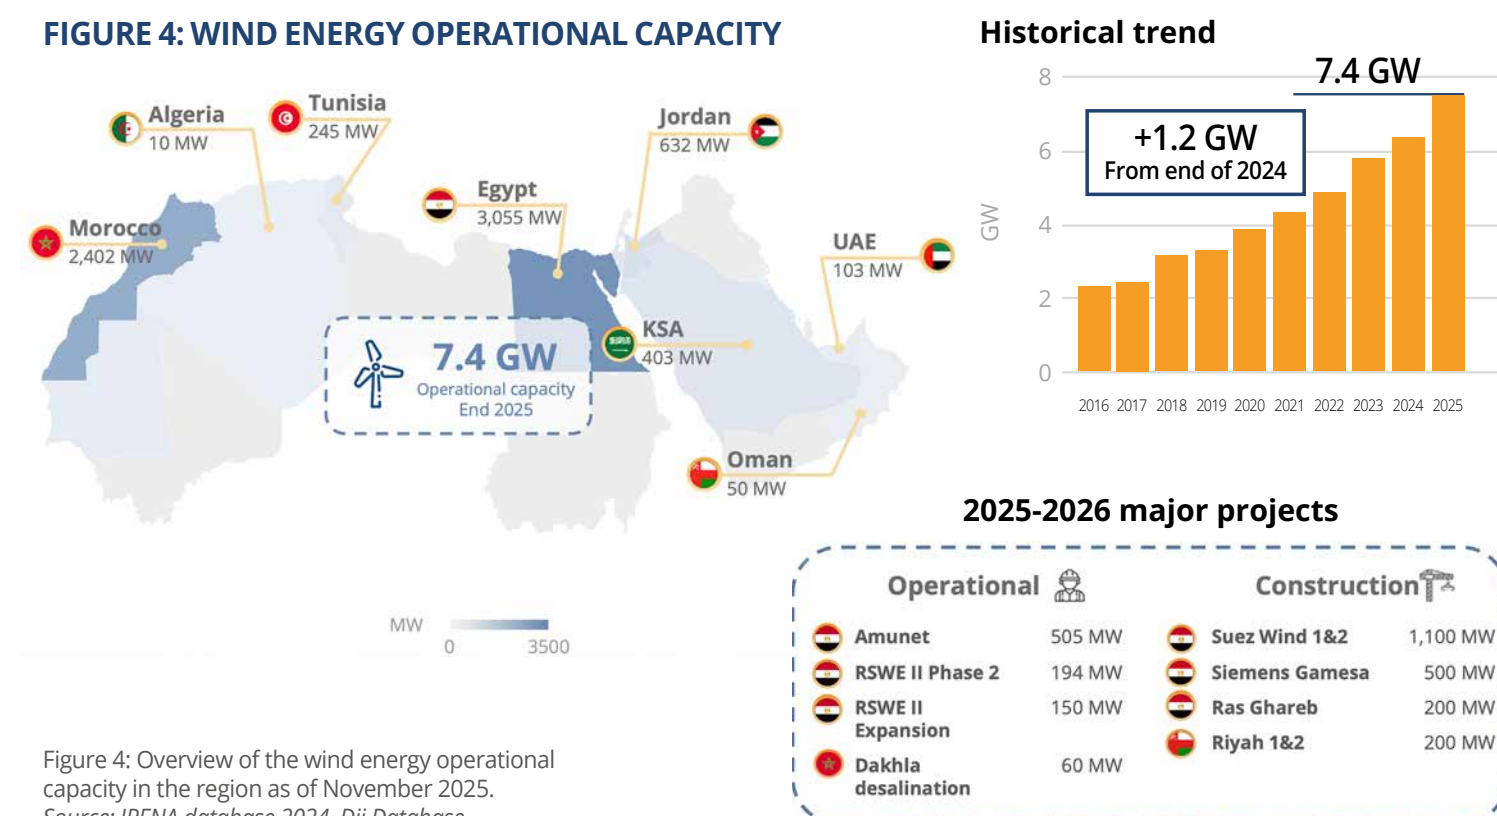 FIGURE 4: WIND ENERGY OPERATIONAL CAPACITY
Algeria
10 MW
Tunisia
245 MW
Jordan
632 MW
Egypt
3,055 MW
Morocco
2,402 MW
UAE
103 MW
KSA
403 MW
7.4 GW
Operational capacity
End 2025
Oman
50 MW
MW
0
3500
Figure 4: Overview of the wind energy operational
capacity in the region as of November 2025.
Source: IRENA database 2024, Dii Database
Historical trend
7.4 GW
+1.2 GW
From end of 2024
GW
8
6
4
2
0
2016 2017 2018 2019 2020 2021 2022 2023 2024 2025
2025-2026 major projects
Operational
Amunet 505 MW
RSWE II Phase 2 194 MW
RSWE II 150 MW
Expansion
Dakhla 60 MW
desalination
Construction
Suez Wind 1&2 1,100 MW
Siemens Gamesa 500 MW
Ras Ghareb 200 MW
Riyah 1&2 200 MW